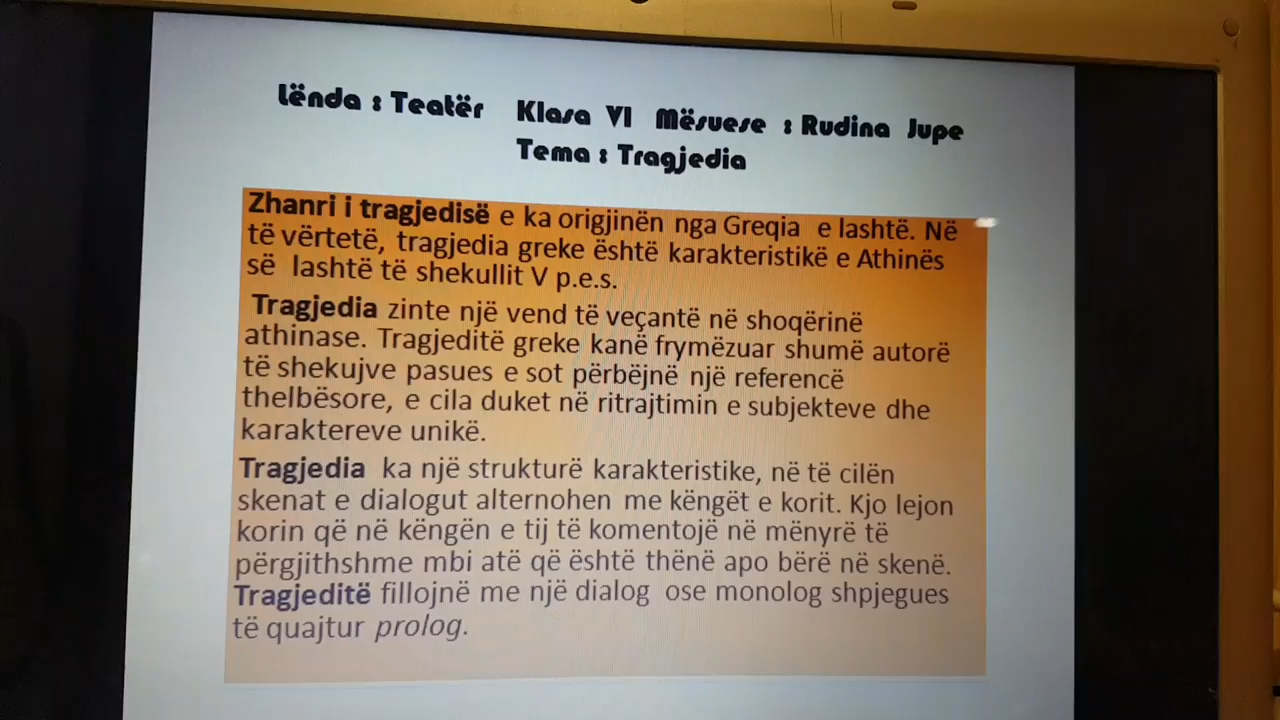 Lënda : Teatër Klasa VI Mësuese : Rudina Jupe
Tema : Tragjedia
Zhanri i tragjedisë e ka origjinën nga Greqia e lashtë. Në
të vërtetë, tragjedia greke është karakteristikë e Athinës
së lashtë të shekullit V p.e.s.
Tragjedia zinte një vend të veçantë në shoqërinë
athinase. Tragjeditë greke kanë frymëzuar shumë autorë
të shekujve pasues e sot përbëjnë një referencë
thelbësore, e cila duket në ritrajtimin e subjekteve dhe
karaktereve unikë.
Tragjedia ka një strukturë karakteristike, në të cilën
skenat e dialogut alternohen me këngët e korit. Kjo lejon
korin që në këngën e tij të komentojë në mënyrë të
përgjithshme mbi atë që është thënë apo bërë në skenë.
Tragjeditë fillojnë me një dialog ose monolog shpjegues
të quajtur prolog.